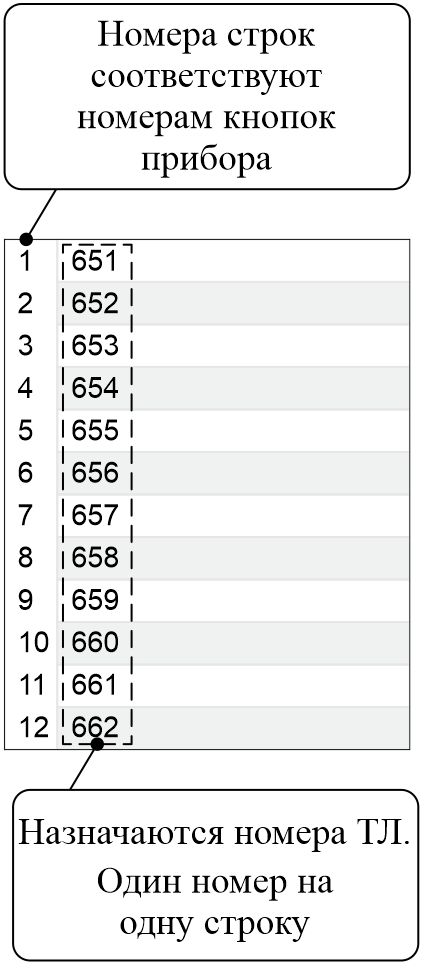 Номера строк
соответствуют
номерам кнопок
прибора
1 651
2 652
3 653
4 654
5 655
6 656
7 657
8 658
9 659
10 660
11 661
12 662
Назначаются номера ТЛ.
Один номер на
одну строку